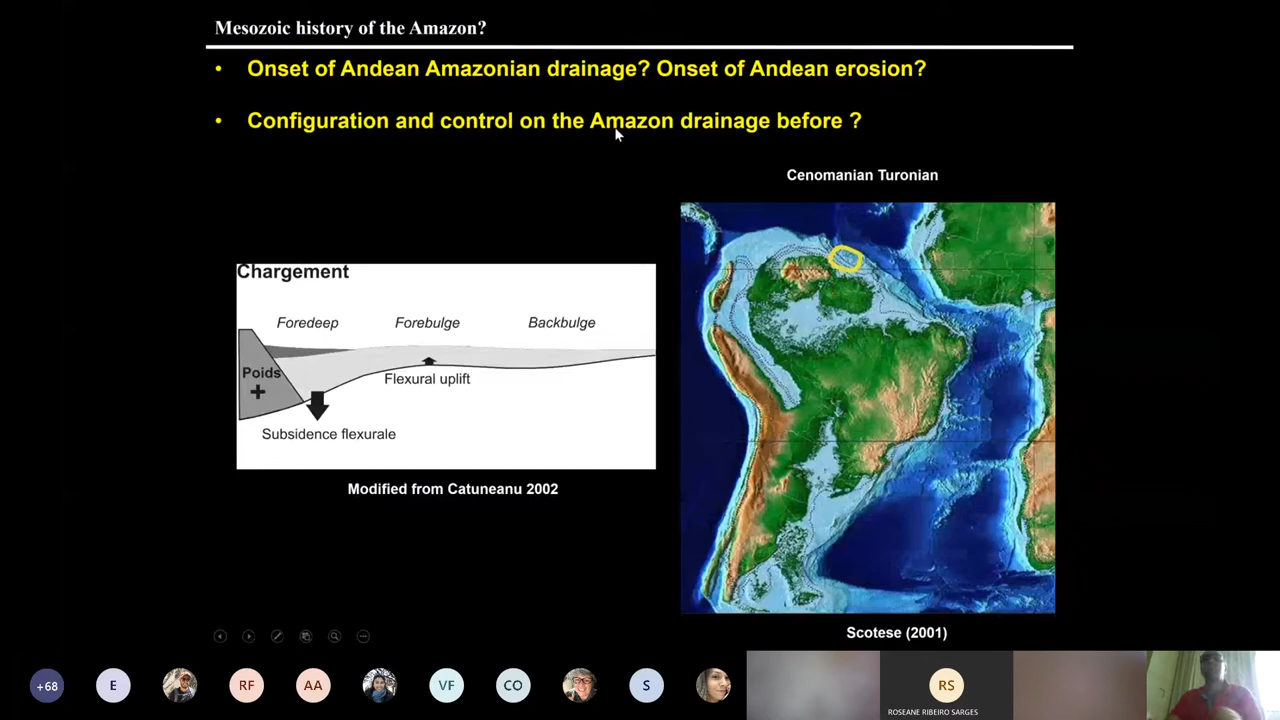 Mesozoic history of the Amazon?
• Onset of Andean Amazonian drainage? Onset of Andean erosion?
• Configuration and control on the Amazon drainage before ?
Cenomanian Turonian
Chargement
Foredeep Forebulge Backbulge
Poids
+
Flexural uplift
Subsidence flexurale
Modified from Catuneanu 2002
Scotese (2001)
+68 E RF AA VF CO S RS
ROSEANE RIBEIRO SARGES